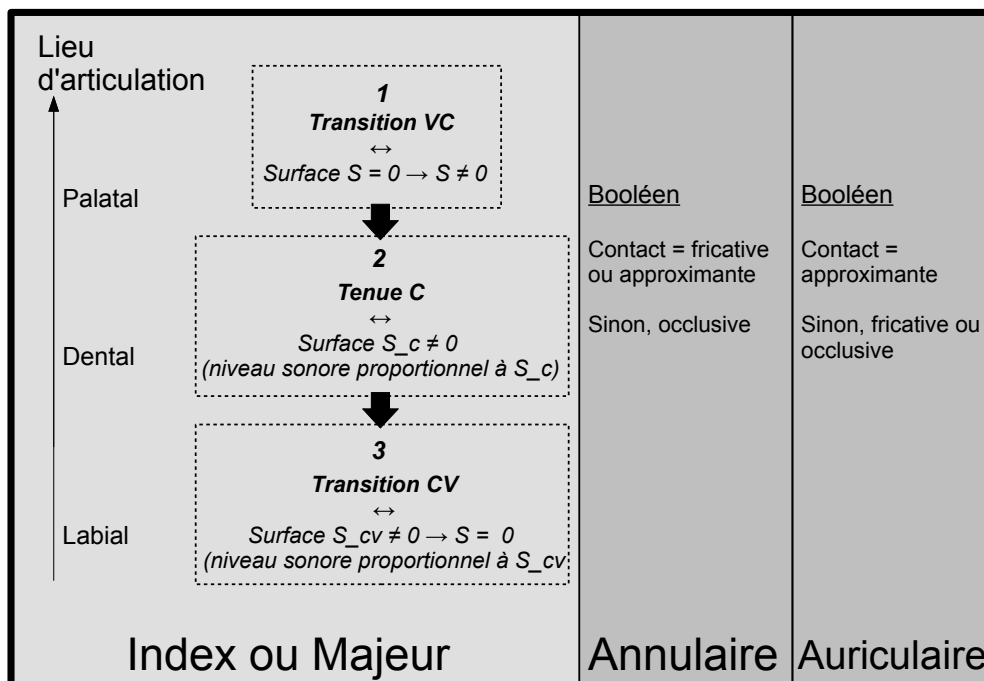 Lieu
d'articulation
Palatal
Dental
Labial
1
Transition VC
↔
Surface S = 0 → S ≠ 0
2
Tenue C
↔
Surface S_c ≠ 0
(niveau sonore proportionnel à S_c)
3
Transition CV
↔
Surface S_cv ≠ 0 → S = 0
(niveau sonore proportionnel à S_cv
Index ou Majeur
Booléen
Contact = fricative
ou approximante
Sinon, occlusive
Annulaire
Booléen
Contact =
approximante
Sinon, fricative ou
occlusive
Auriculaire